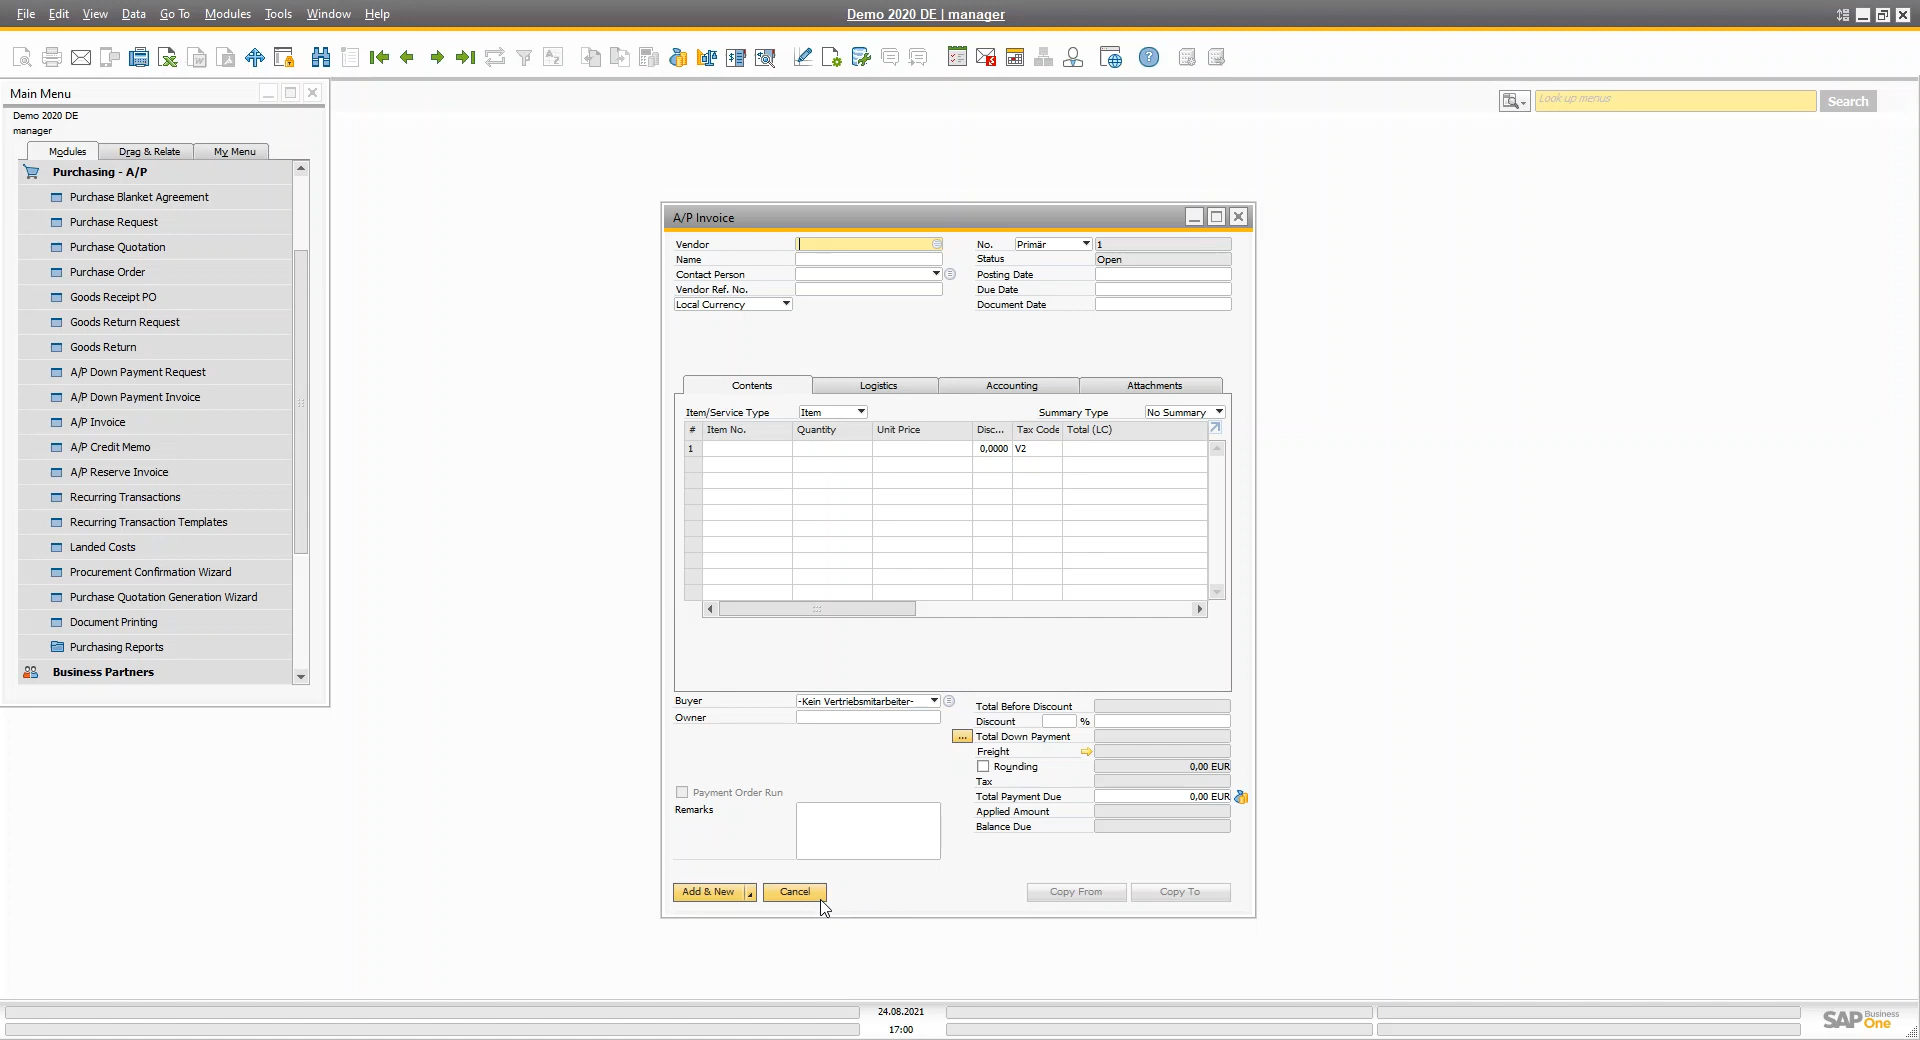 File Edit View Data Go To Modules Tools Window Help
Demo 2020 DE | manager
Main Menu
Demo 2020 DE
manager
Modules Drag & Relate My Menu
Purchasing - A/P
Purchase Blanket Agreement
Purchase Request
Purchase Quotation
Purchase Order
Goods Receipt PO
Goods Return Request
Goods Return
A/P Down Payment Request
A/P Down Payment Invoice
A/P Invoice
A/P Credit Memo
A/P Reserve Invoice
Recurring Transactions
Recurring Transaction Templates
Landed Costs
Procurement Confirmation Wizard
Purchase Quotation Generation Wizard
Document Printing
Purchasing Reports
Business Partners
Look up menus Search
A/P Invoice
Vendor No. Primär 1
Name Status Open
Contact Person Posting Date
Vendor Ref. No. Due Date
Local Currency Document Date
Contents Logistics Accounting Attachments
Item/Service Type Item Summary Type No Summary
# Item No. Quantity Unit Price Disc... Tax Code Total (LC)
1 0,0000 V2
Buyer -Kein Vertriebsmitarbeiter- Total Before Discount
Owner Discount %
... Total Down Payment
Freight
Rounding 0,00 EUR
Tax
Payment Order Run Total Payment Due 0,00 EUR
Remarks Applied Amount
Balance Due
Add & New Cancel Copy From Copy To
24.08.2021
17:00
SAP Business One